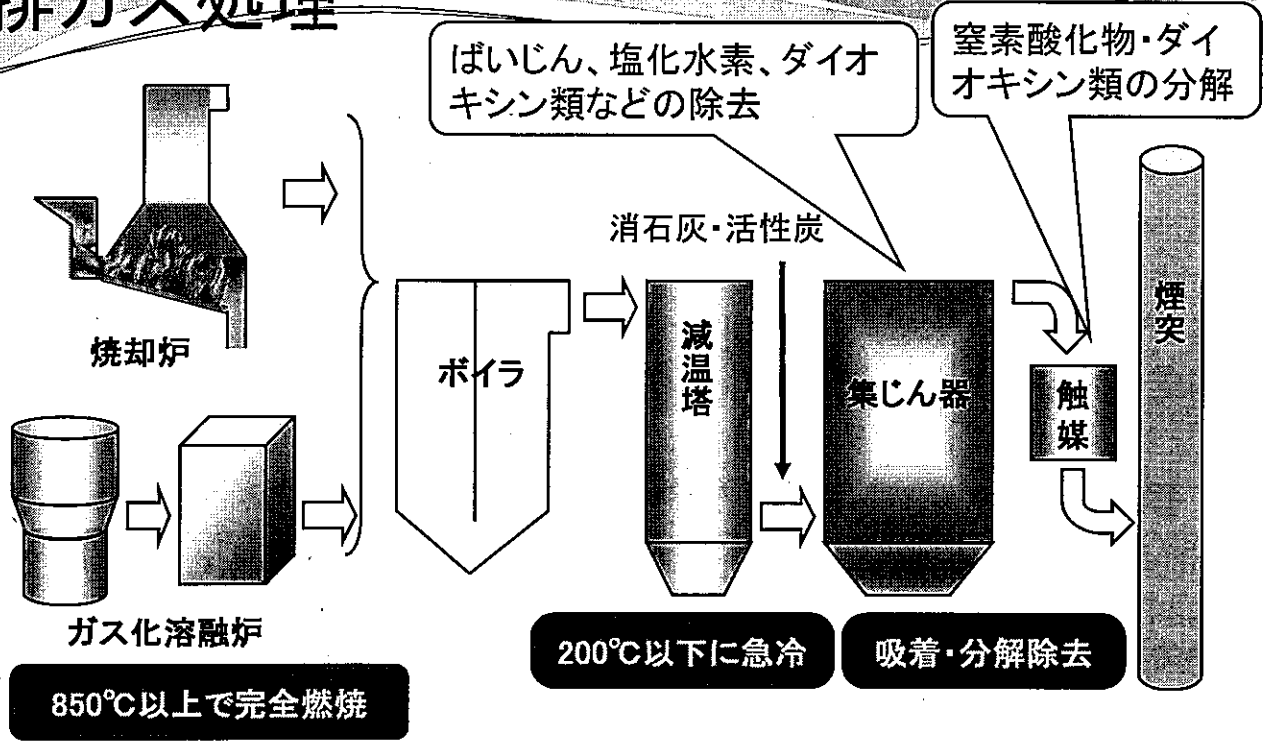 排ガス処理
ばいじん、塩化水素、ダイオ
キシン類などの除去
窒素酸化物・ダイ
オキシン類の分解
消石灰・活性炭
焼却炉
ボイラ
減温塔
集じん器
触媒
煙突
ガス化溶融炉
850℃以上で完全燃焼
200℃以下に急冷
吸着・分解除去